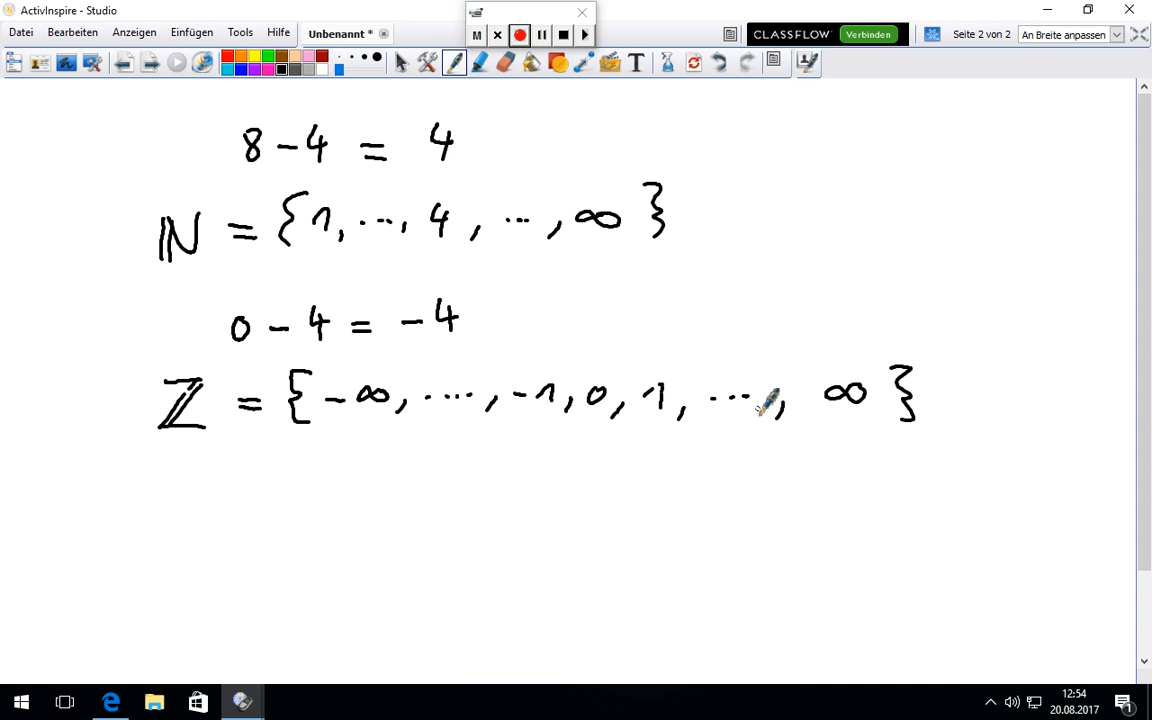 ActivInspire - Studio
Datei Bearbeiten Anzeigen Einfügen Tools Hilfe Unbenannt * CLASSFLOW Verbinden Seite 2 von 2 An Breite anpassen
M
T
8 - 4 = 4
ℕ = {1, ..., 4, ..., ∞}
0 - 4 = -4
ℤ = {-∞, ...., -1, 0, 1, ..., ∞}
12:54
20.08.2017
1